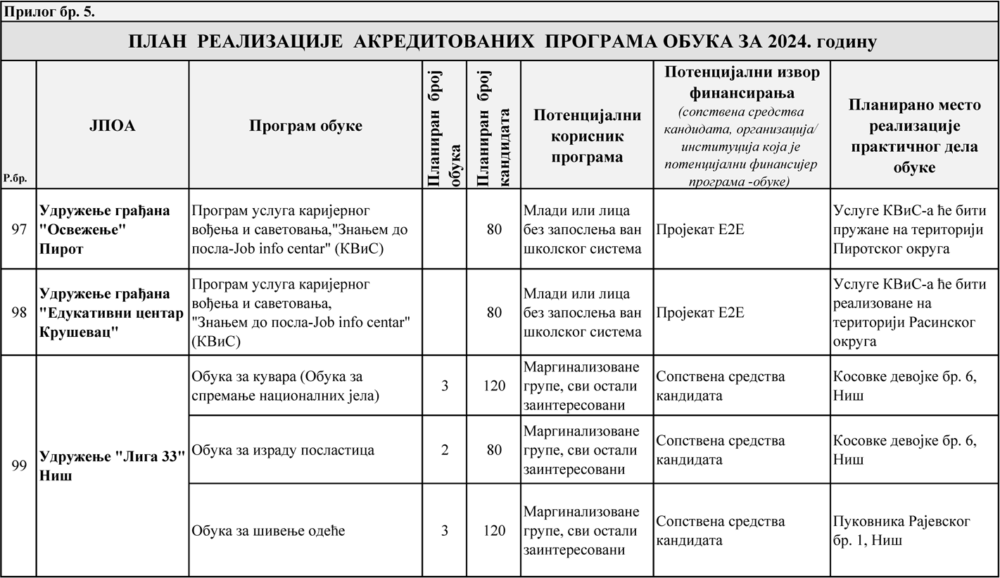 Прилог бр. 5.
ПЛАН РЕАЛИЗАЦИЈЕ АКРЕДИТОВАНИХ ПРОГРАМА ОБУКА ЗА 2024. годину
Р.бр.
ЈПОА
Програм обуке
Планиран број
обука
Планиран број
кандидата
Потенцијални
корисник
програма
Потенцијални извор
финансирања
(сопствена средства
кандидата, организација/
институција која је
потенцијални финансијер
програма -обуке)
Планирано место
реализације
практичног дела
обуке
97
Удружење грађана
"Освежење"
Пирот
Програм услуга каријерног
вођења и саветовања,"Знањем до
посла-Job info centar" (КВиС)
80
Млади или лица
без запослења ван
школског система
Пројекат Е2Е
Услуге КВиС-а ће бити
пружане на територији
Пиротског округа
98
Удружење грађана
"Едукативни центар
Крушевац"
Програм услуга каријерног
вођења и саветовања,
"Знањем до посла-Job info centar"
(КВиС)
80
Млади или лица
без запослења ван
школског система
Пројекат Е2Е
Услуге КВиС-а ће бити
реализоване на
територији Расинског
округа
99
Удружење "Лига 33"
Ниш
Обука за кувара (Обука за
спремање националних јела)
3
120
Маргинализоване
групе, сви остали
заинтересовани
Сопствена средства
кандидата
Косовке девојке бр. 6,
Ниш
Обука за израду посластица
2
80
Маргинализоване
групе, сви остали
заинтересовани
Сопствена средства
кандидата
Косовке девојке бр. 6,
Ниш
Обука за шивење одеће
3
120
Маргинализоване
групе, сви остали
заинтересовани
Сопствена средства
кандидата
Пуковника Рајевског
бр. 1, Ниш